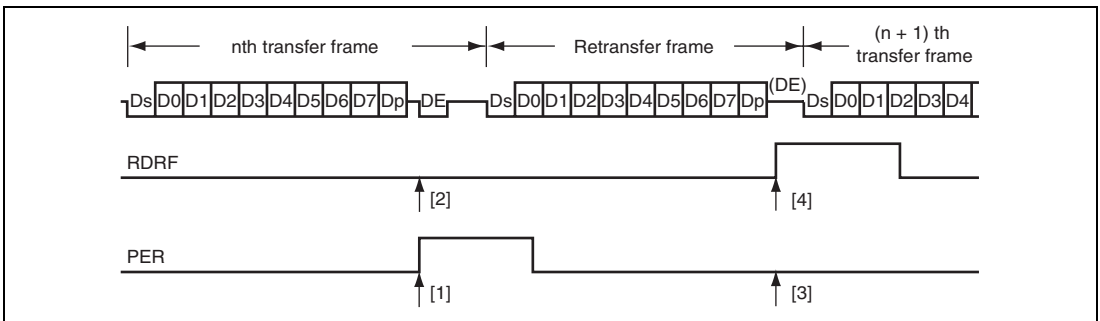 nth transfer frame
Retransfer frame
(n + 1) th
transfer frame
Ds D0 D1 D2 D3 D4 D5 D6 D7 Dp DE
Ds D0 D1 D2 D3 D4 D5 D6 D7 Dp (DE)
Ds D0 D1 D2 D3 D4
RDRF
[2]
[4]
PER
[1]
[3]